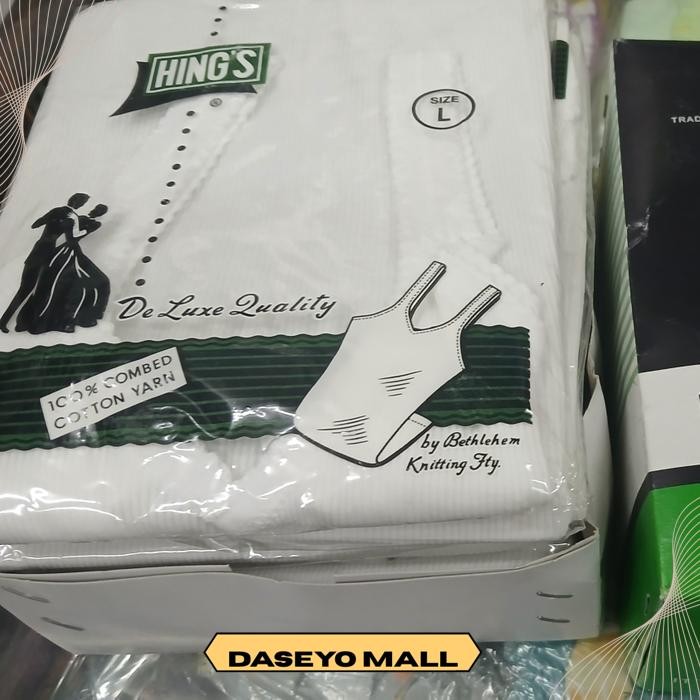 HING'S
®
SIZE
L
TRAD
De Luxe Quality
100% COMBED
COTTON YARN
by Bethlehem
Knitting Fty.
DASEYO MALL